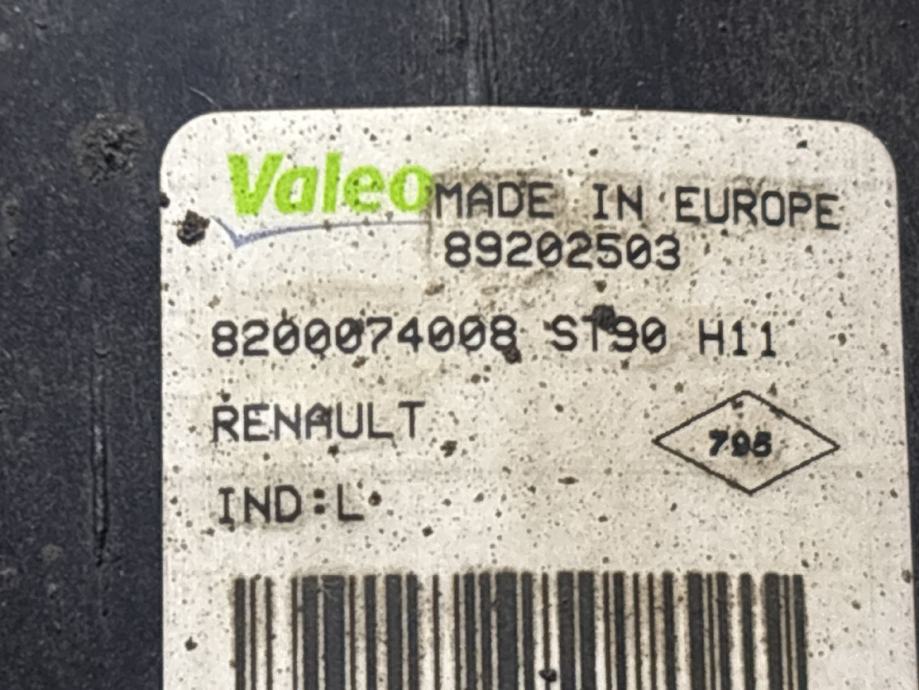 Valeo MADE IN EUROPE
89202503
8200074008 ST90 H11
RENAULT
795
IND:L